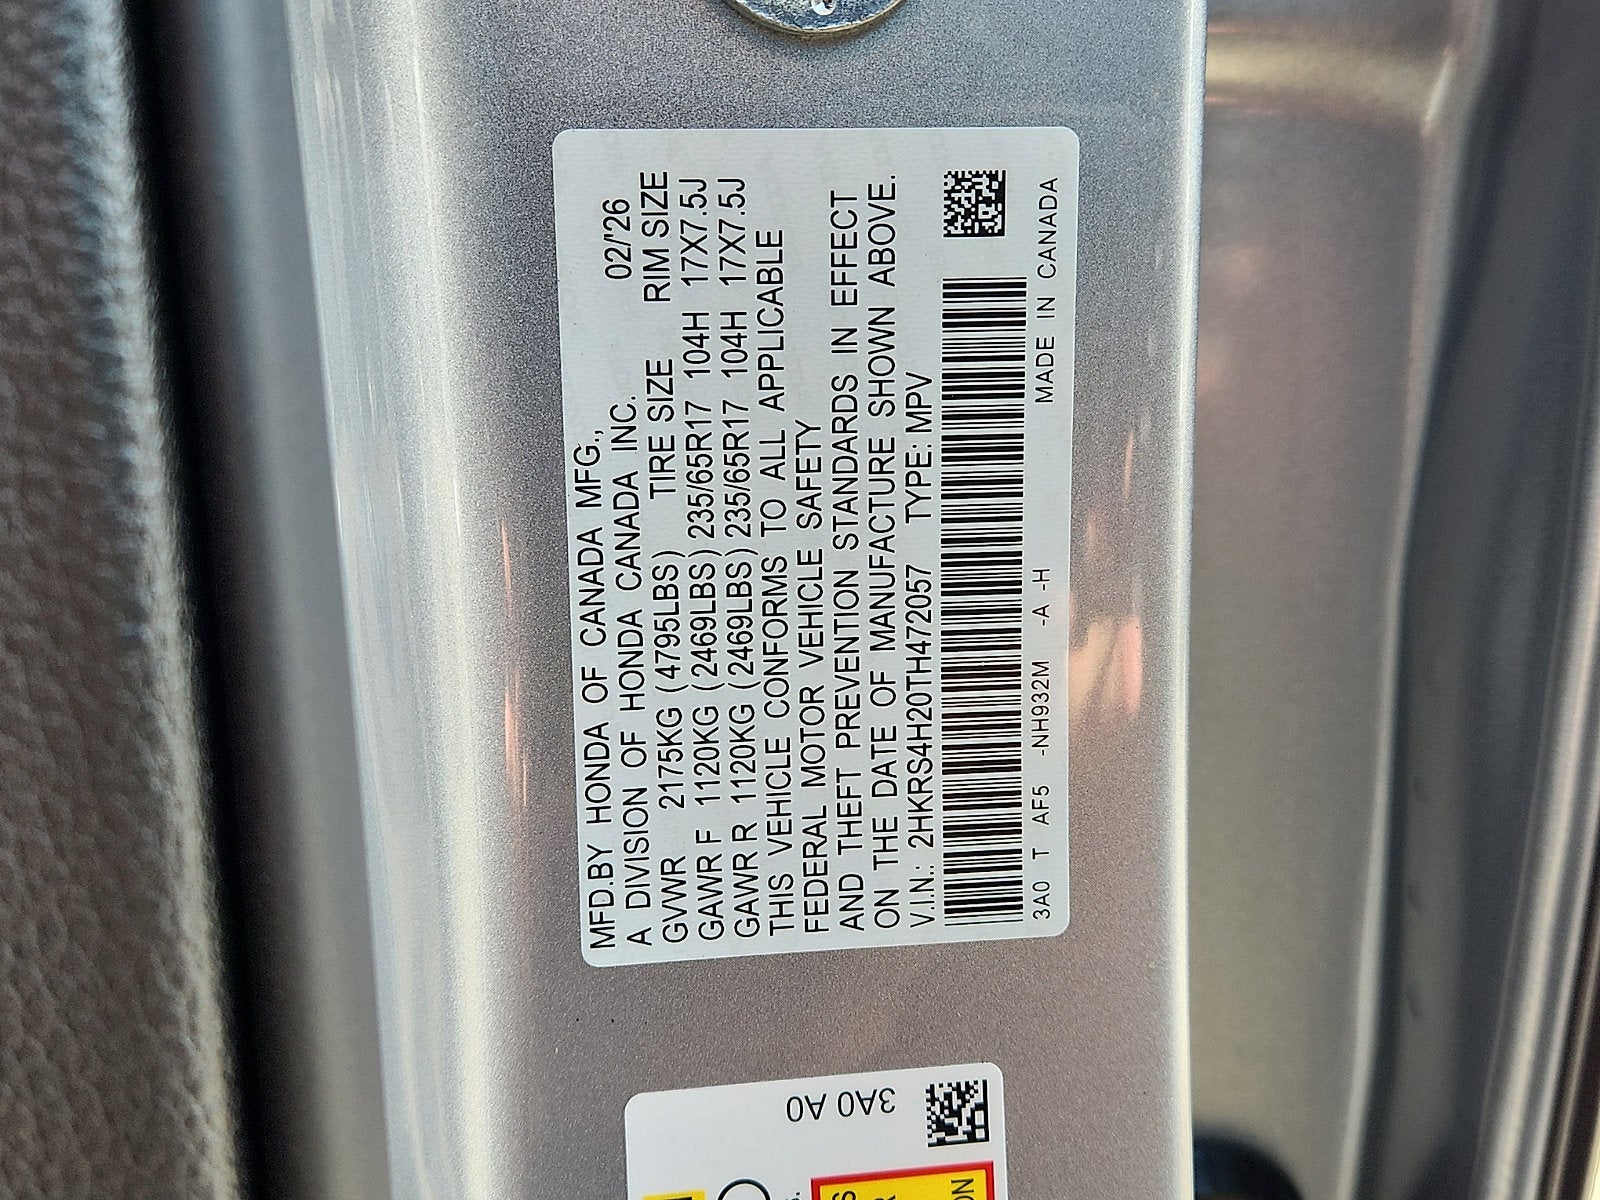 MFD.BY HONDA OF CANADA MFG.,
A DIVISION OF HONDA CANADA INC. 02/'26
GVWR 2175KG (4795LBS) TIRE SIZE RIM SIZE
GAWR F 1120KG (2469LBS) 235/65R17 104H 17X7.5J
GAWR R 1120KG (2469LBS) 235/65R17 104H 17X7.5J
THIS VEHICLE CONFORMS TO ALL APPLICABLE
FEDERAL MOTOR VEHICLE SAFETY
AND THEFT PREVENTION STANDARDS IN EFFECT
ON THE DATE OF MANUFACTURE SHOWN ABOVE.
V.I.N.: 2HKRS4H20TH472057 TYPE: MPV
3A0 T AF5 -NH932M -A -H MADE IN CANADA
3A0 A0